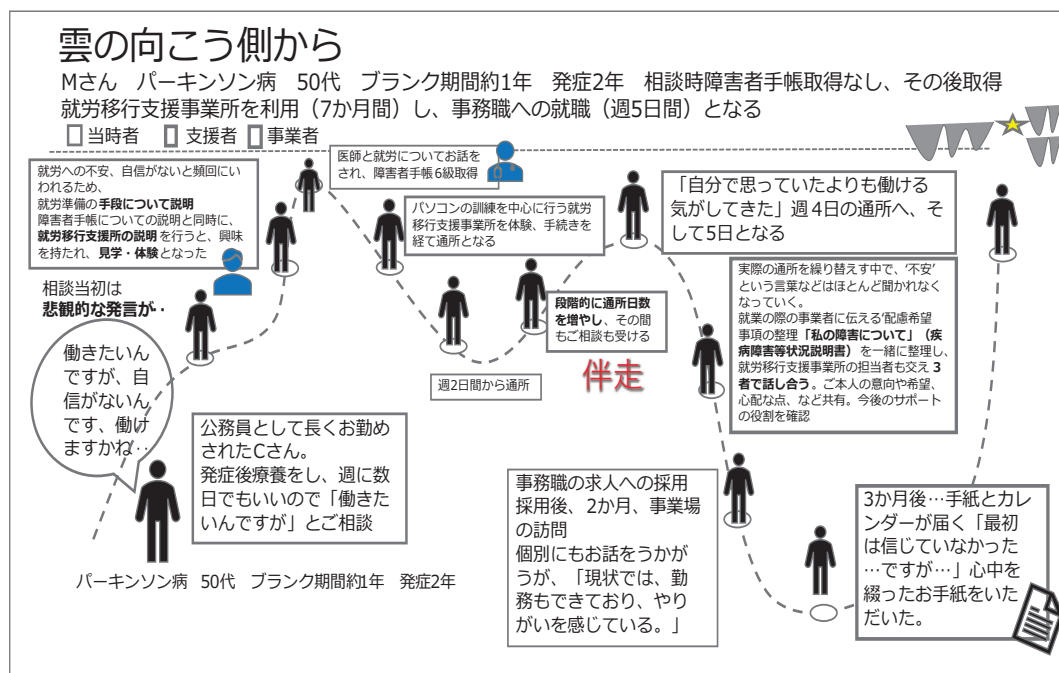 雲の向こう側から
Mさん　パーキンソン病　50代　ブランク期間約1年　発症2年　相談時障害者手帳取得なし、その後取得
就労移行支援事業所を利用（7か月間）し、事務職への就職（週5日間）となる
当時者　支援者　事業者
就労への不安、自信がないと頻回にい
われるため、
就労準備の手段について説明
障害者手帳についての説明と同時に、
就労移行支援所の説明を行うと、興味
を持たれ、見学・体験となった
相談当初は
悲観的な発言が‥
働きたいん
ですが、自
信がないん
です、働け
ますかね‥
公務員として長くお勤め
されたCさん。
発症後療養をし、週に数
日でもいいので「働きた
いんですが」とご相談
パーキンソン病　50代　ブランク期間約1年　発症2年
医師と就労についてお話を
され、障害者手帳6級取得
パソコンの訓練を中心に行う就労
移行支援事業所を体験、手続きを
経て通所となる
週2日間から通所
段階的に通所日数
を増やし、その間
もご相談も受ける
伴走
「自分で思っていたよりも働ける
気がしてきた」週4日の通所へ、そ
して5日となる
実際の通所を繰り替えす中で、‘不安’
という言葉などはほとんど聞かれなく
なっていく。
就業の際の事業者に伝える’配慮希望
事項の整理「私の障害について」（疾
病障害等状況説明書）を一緒に整理し、
就労移行支援事業所の担当者も交え3
者で話し合う。ご本人の意向や希望、
心配な点、など共有。今後のサポート
の役割を確認
事務職の求人への採用
採用後、2か月、事業場
の訪問
個別にもお話をうかが
うが、「現状では、勤
務もできており、やり
がいを感じている。」
3か月後…手紙とカレ
ンダーが届く「最初
は信じていなかった
…ですが…」心中を
綴ったお手紙をいた
だいた。